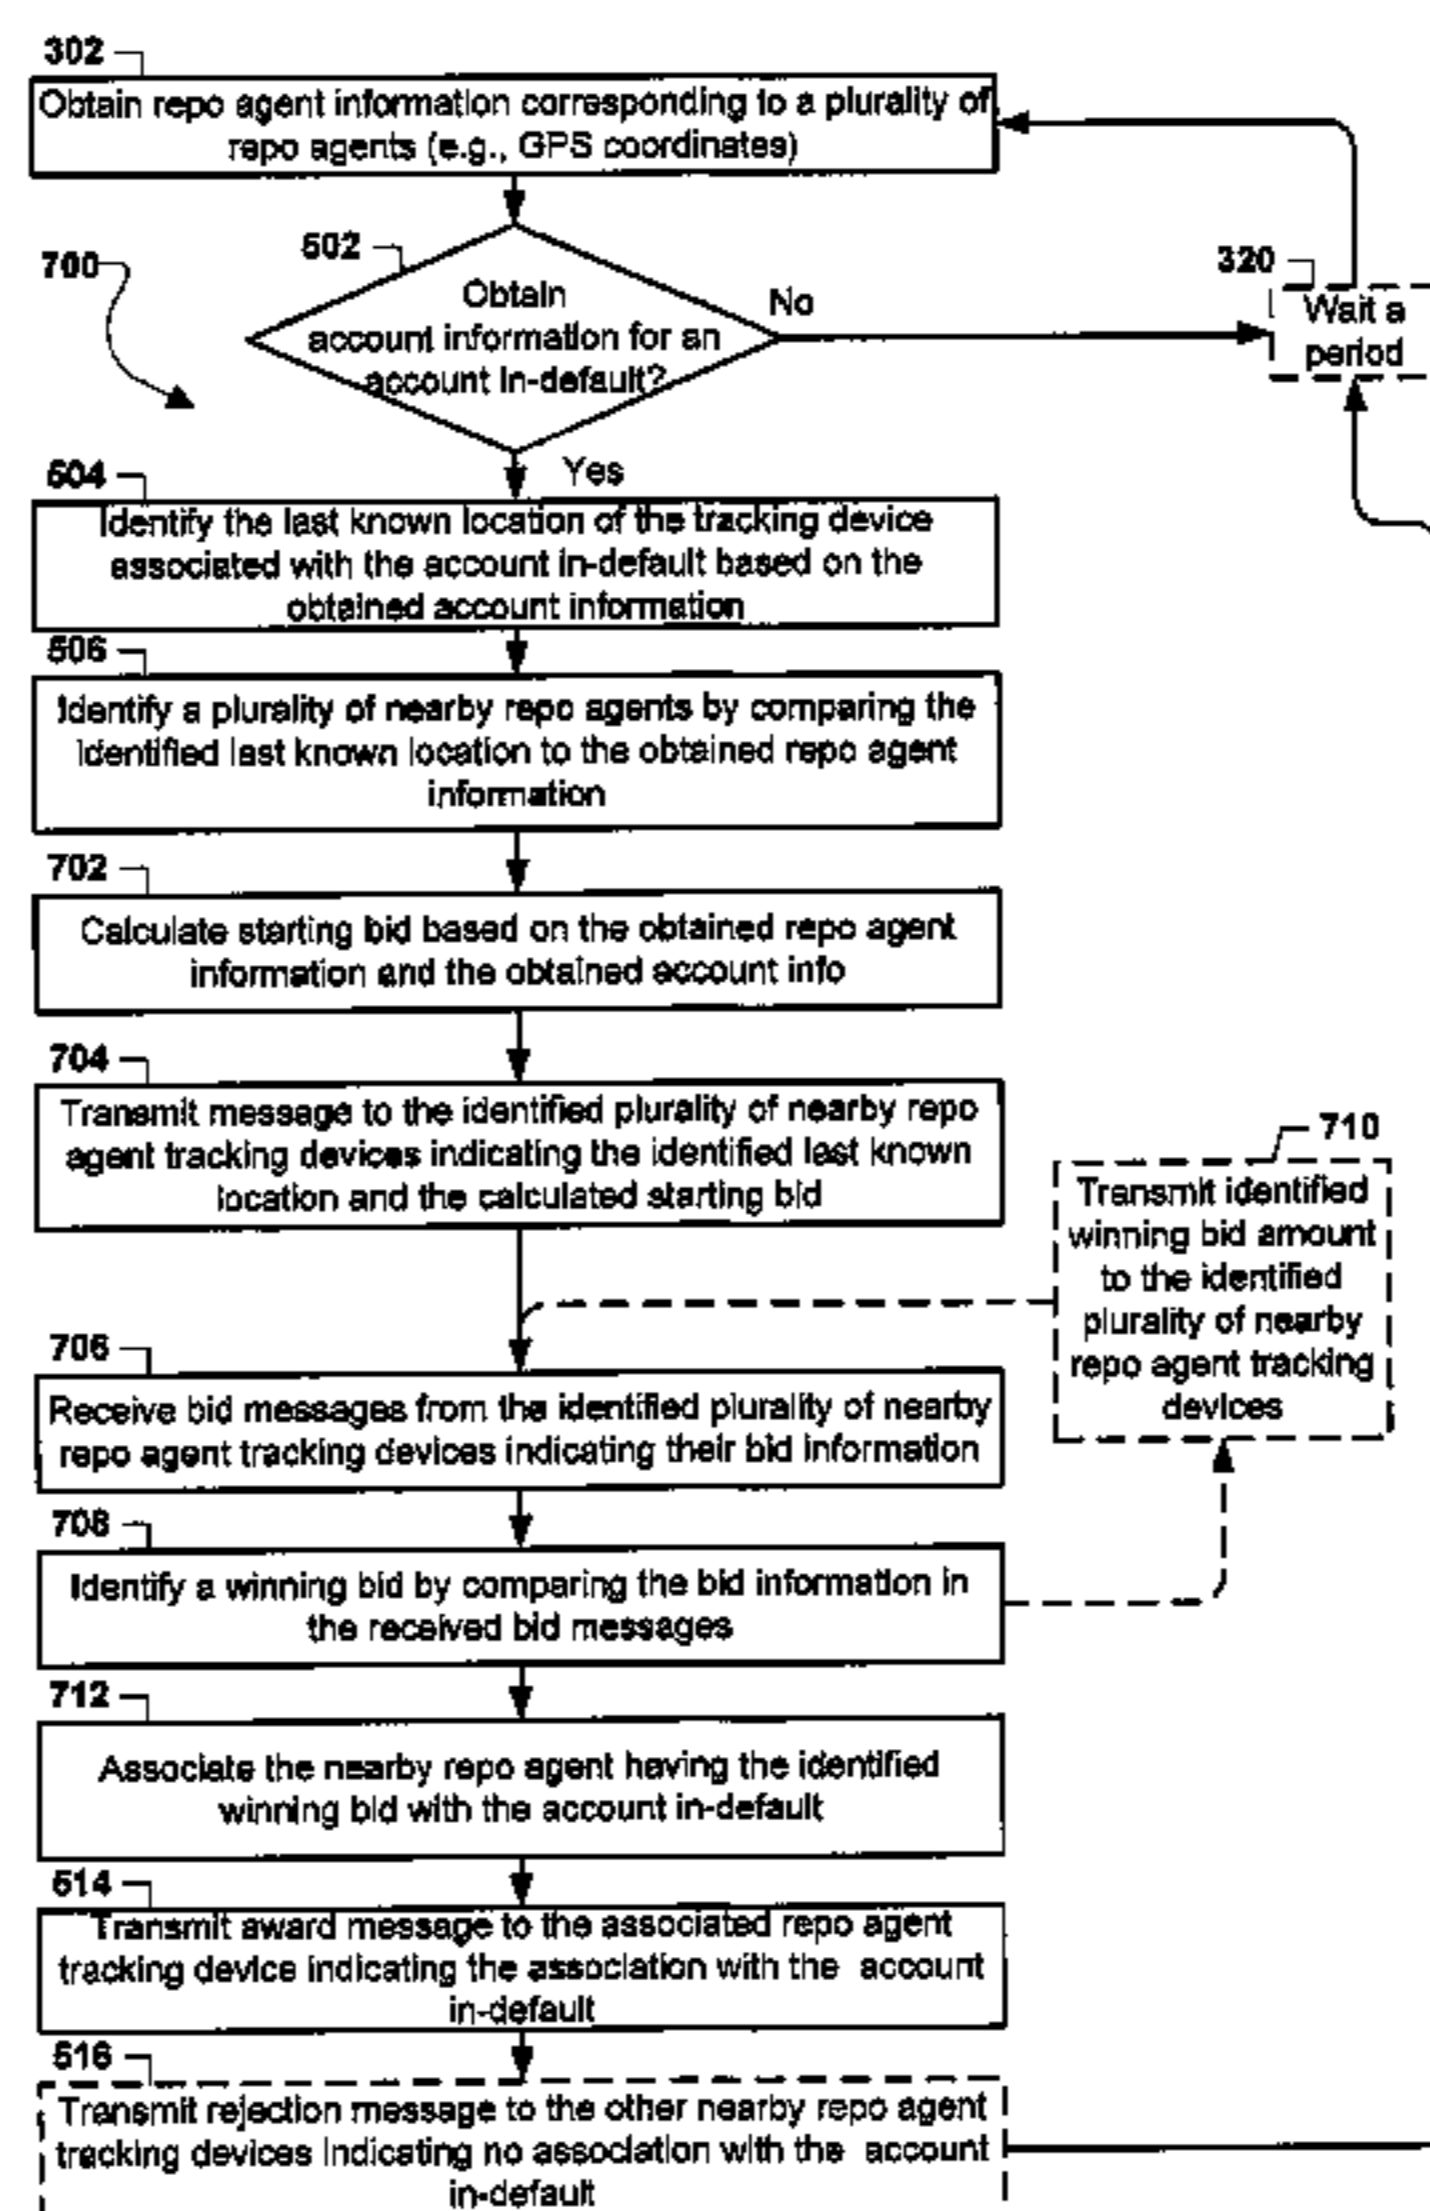 302
Obtain repo agent information corresponding to a plurality of
repo agents (e.g., GPS coordinates)
700
502
Obtain
account information for an
account in-default?
No
320
Wait a
period
Yes
504
Identify the last known location of the tracking device
associated with the account in-default based on the
obtained account information
506
Identify a plurality of nearby repo agents by comparing the
identified last known location to the obtained repo agent
information
702
Calculate starting bid based on the obtained repo agent
information and the obtained account info
704
Transmit message to the identified plurality of nearby repo
agent tracking devices indicating the identified last known
location and the calculated starting bid
710
Transmit identified
winning bid amount
to the identified
plurality of nearby
repo agent tracking
devices
706
Receive bid messages from the identified plurality of nearby
repo agent tracking devices indicating their bid information
708
Identify a winning bid by comparing the bid information in
the received bid messages
712
Associate the nearby repo agent having the identified
winning bid with the account in-default
514
Transmit award message to the associated repo agent
tracking device indicating the association with the account
in-default
516
Transmit rejection message to the other nearby repo agent
tracking devices indicating no association with the account
in-default